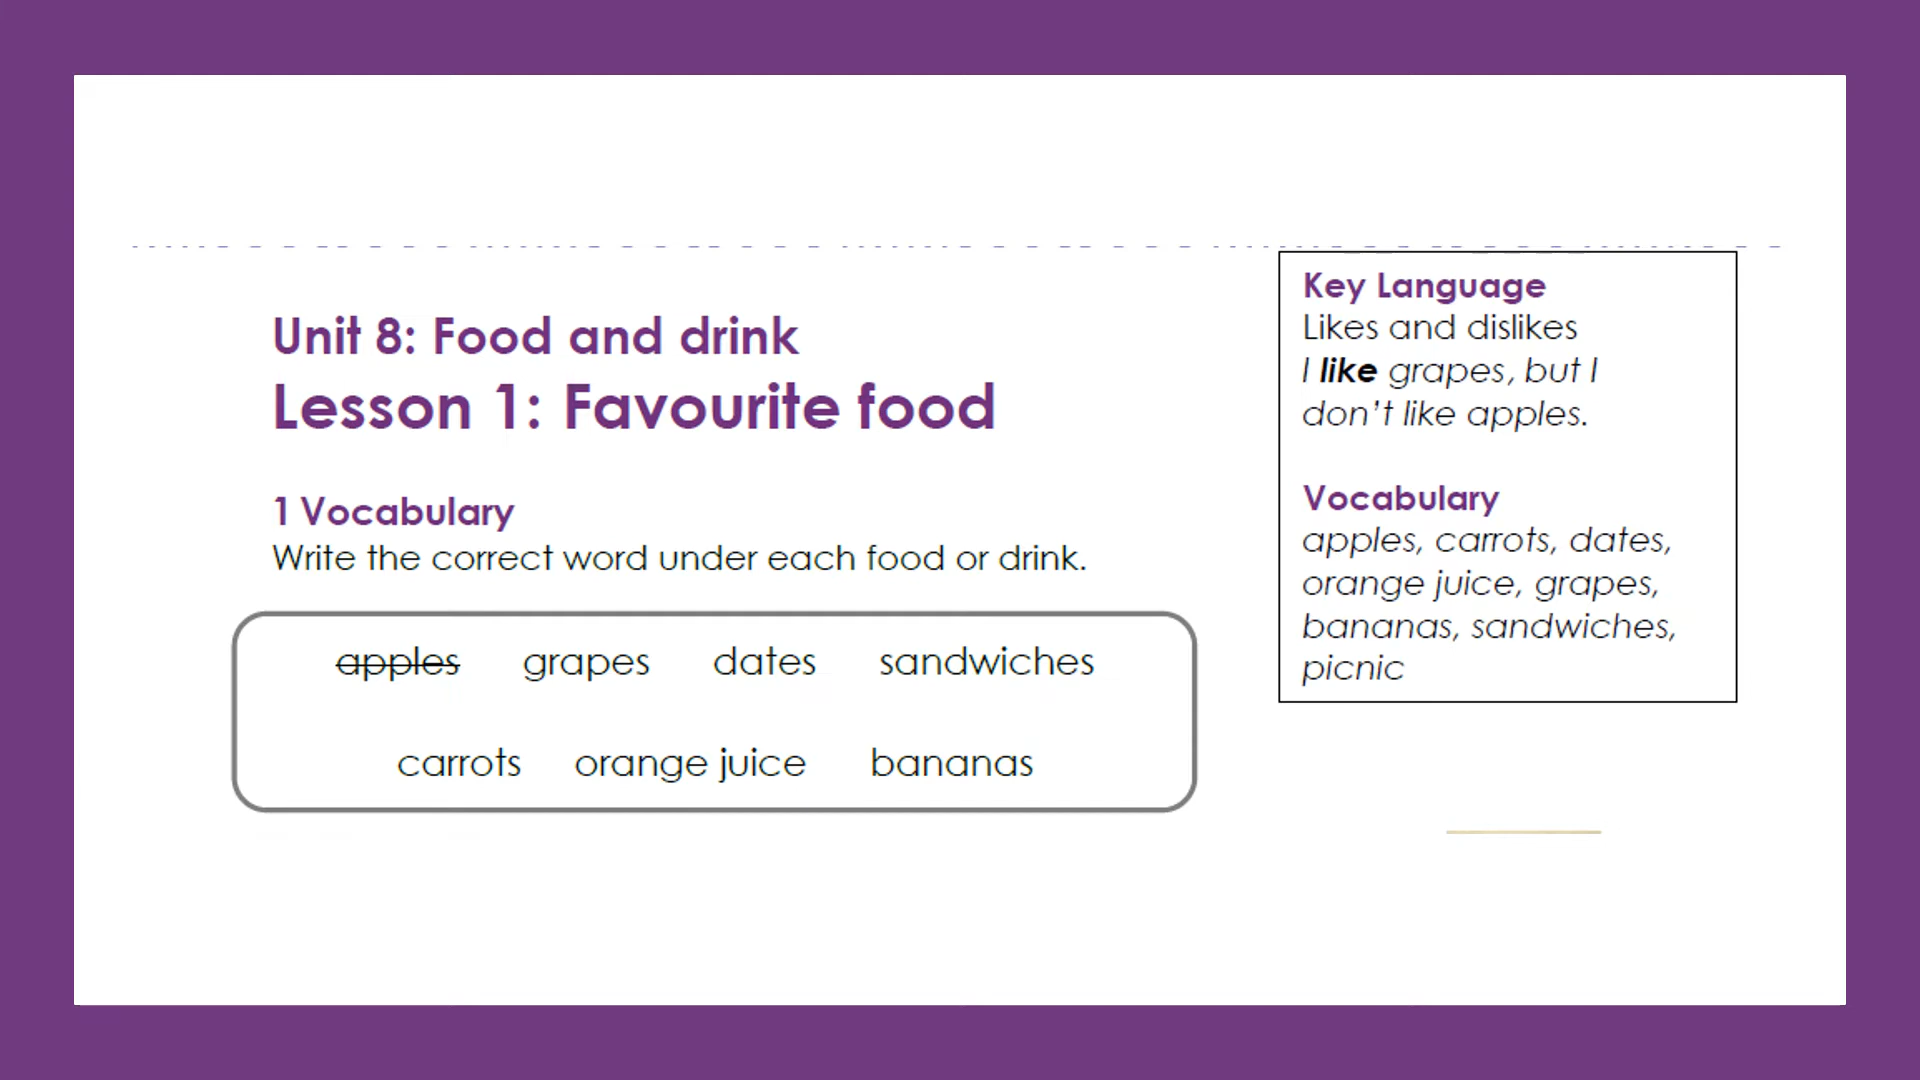 Unit 8: Food and drink
Lesson 1: Favourite food
1 Vocabulary
Write the correct word under each food or drink.
apples grapes dates sandwiches
carrots orange juice bananas
Key Language
Likes and dislikes
I like grapes, but I
don't like apples.
Vocabulary
apples, carrots, dates,
orange juice, grapes,
bananas, sandwiches,
picnic